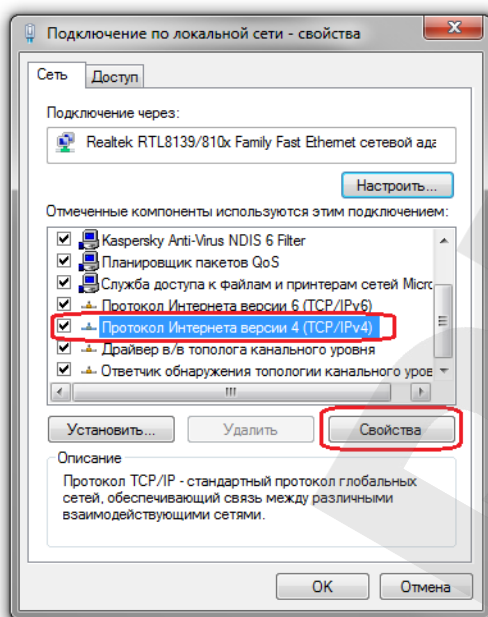 Подключение по локальной сети - свойства
Сеть
Доступ
Подключение через:
Realtek RTL8139/810x Family Fast Ethernet сетевой ада
Настроить...
Отмеченные компоненты используются этим подключением:
Kaspersky Anti-Virus NDIS 6 Filter
Планировщик пакетов QoS
Служба доступа к файлам и принтерам сетей Micro
Протокол Интернета версии 6 (TCP/IPv6)
Протокол Интернета версии 4 (TCP/IPv4)
Драйвер в/в тополога канального уровня
Ответчик обнаружения топологии канального уров
Установить...
Удалить
Свойства
Описание
Протокол TCP/IP - стандартный протокол глобальных
сетей, обеспечивающий связь между различными
взаимодействующими сетями.
OK
Отмена